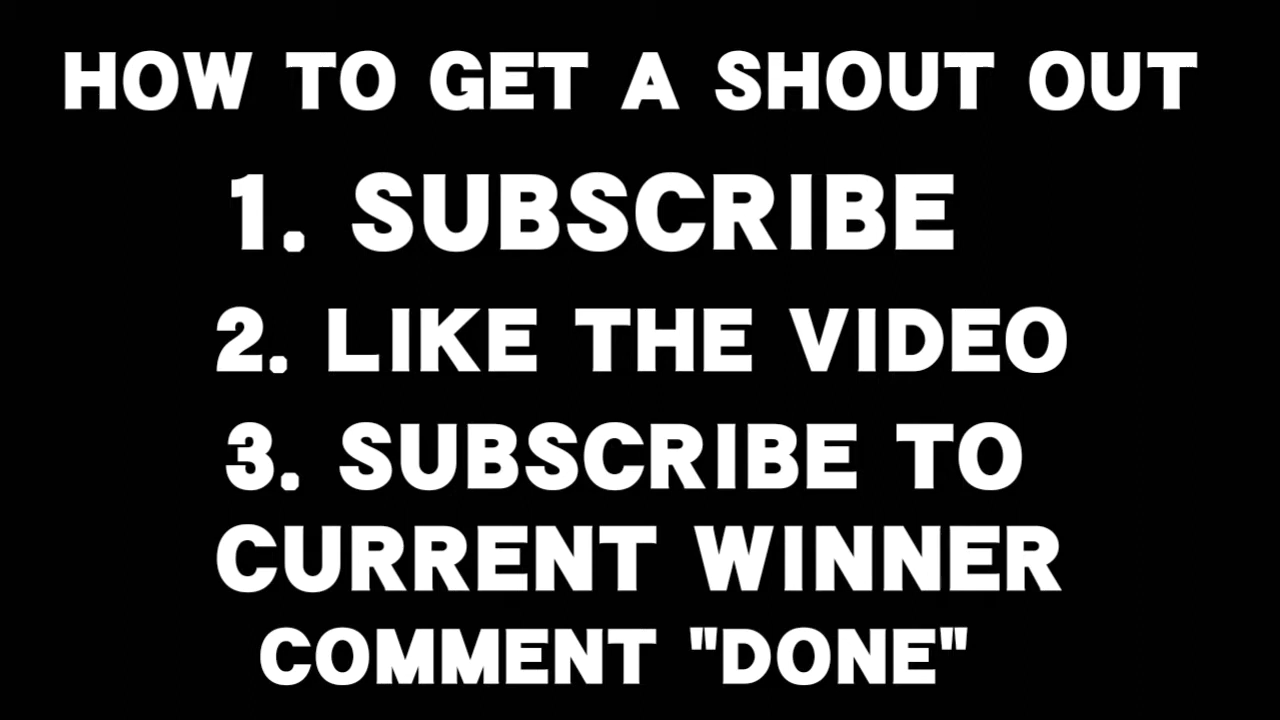 HOW TO GET A SHOUT OUT
1. SUBSCRIBE
2. LIKE THE VIDEO
3. SUBSCRIBE TO
CURRENT WINNER
COMMENT "DONE"